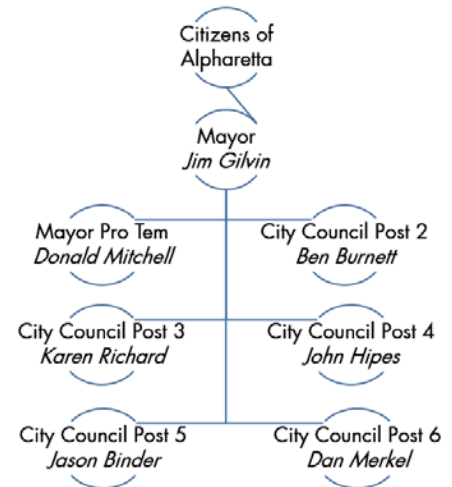 Citizens of
Alpharetta
Mayor
Jim Gilvin
Mayor Pro Tem
Donald Mitchell
City Council Post 2
Ben Burnett
City Council Post 3
Karen Richard
City Council Post 4
John Hipes
City Council Post 5
Jason Binder
City Council Post 6
Dan Merkel